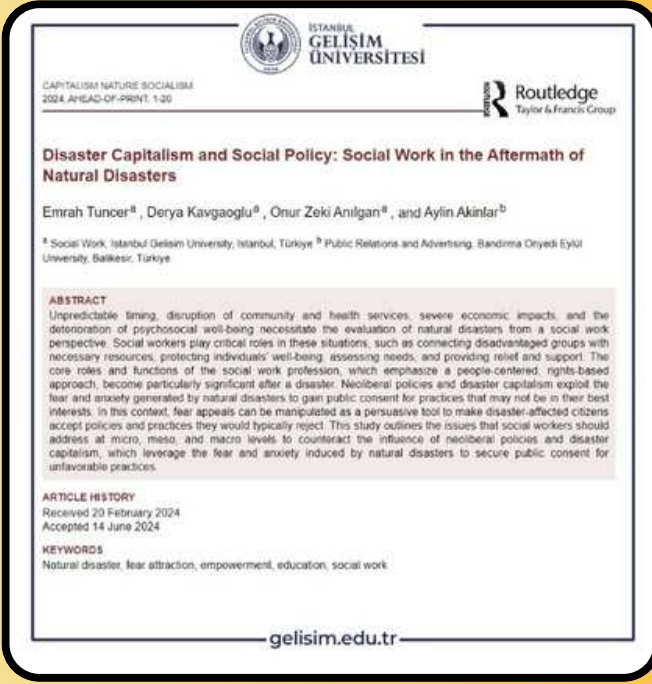 İSTANBUL
GELİŞİM
ÜNİVERSİTESİ
CAPITALISM NATURE SOCIALISM
2024, AHEAD-OF-PRINT, 1-20
Routledge
Taylor & Francis Group
Disaster Capitalism and Social Policy: Social Work in the Aftermath of
Natural Disasters
Emrah Tuncerᵃ , Derya Kavgaogluᵃ , Onur Zeki Anılganᵃ , and Aylin Akinlarᵇ
ᵃ Social Work, Istanbul Gelisim University, Istanbul, Türkiye ᵇ Public Relations and Advertising, Bandirma Onyedi Eylül
University, Balikesir, Türkiye
ABSTRACT
Unpredictable timing, disruption of community and health services, severe economic impacts, and the
deterioration of psychosocial well-being necessitate the evaluation of natural disasters from a social work
perspective. Social workers play critical roles in these situations, such as connecting disadvantaged groups with
necessary resources, protecting individuals' well-being, assessing needs, and providing relief and support. The
core roles and functions of the social work profession, which emphasize a people-centered, rights-based
approach, become particularly significant after a disaster. Neoliberal policies and disaster capitalism exploit the
fear and anxiety generated by natural disasters to gain public consent for practices that may not be in their best
interests. In this context, fear appeals can be manipulated as a persuasive tool to make disaster-affected citizens
accept policies and practices they would typically reject. This study outlines the issues that social workers should
address at micro, meso, and macro levels to counteract the influence of neoliberal policies and disaster
capitalism, which leverage the fear and anxiety induced by natural disasters to secure public consent for
unfavorable practices.
ARTICLE HISTORY
Received 20 February 2024
Accepted 14 June 2024
KEYWORDS
Natural disaster, fear attraction, empowerment, education, social work
gelisim.edu.tr